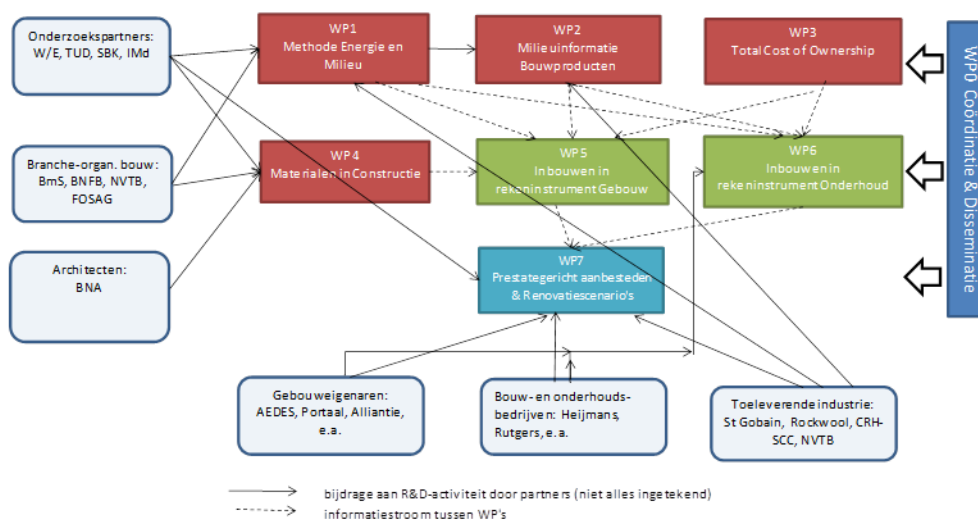 Onderzoekspartners:
W/E, TUD, SBK, IMd
WP1
Methode Energie en
Milieu
WP2
Milieuinformatie
Bouwproducten
WP3
Total Cost of Ownership
WP0 Coördinatie & Disseminatie
Branche-organ. bouw:
BmS, BNFB, NVTB,
FOSAG
WP4
Materialen in Constructie
WP5
Inbouwen in
rekeninstrument Gebouw
WP6
Inbouwen in
rekeninstrument Onderhoud
Architecten:
BNA
WP7
Prestategericht aanbesteden
& Renovatiescenario's
Gebouweigenaren:
AEDES, Portaal, Alliantie,
e.a.
Bouw- en onderhouds-
bedrijven: Heijmans,
Rutgers, e.a.
Toeleverende industrie:
St Gobain, Rockwool, CRH-
SCC, NVTB
bijdrage aan R&D-activiteit door partners (niet alles ingetekend)
informatiestroom tussen WP's